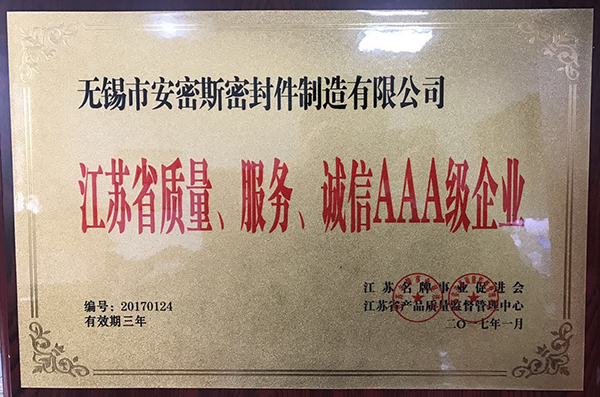 无锡市安密斯密封件制造有限公司
江苏省质量、服务、诚信AAA级企业
编号:20170124
有效期三年
江苏名牌事业促进会
江苏省产品质量监督管理中心
二〇一七年一月